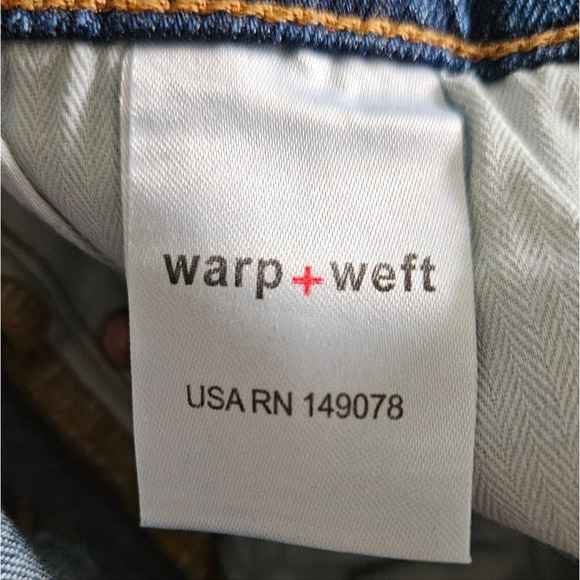 warp + weft
USA RN 149078